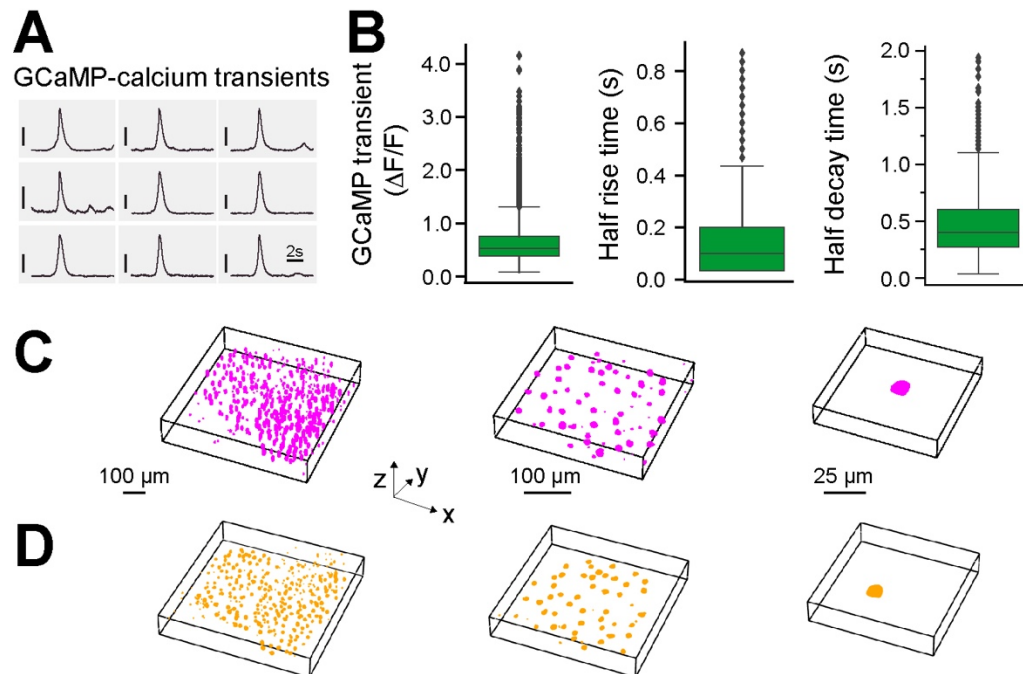 A
GCaMP-calcium transients
2s
B
GCaMP transient
(ΔF/F)
4.0
3.0
2.0
1.0
0.0
Half rise time (s)
0.8
0.6
0.4
0.2
0.0
Half decay time (s)
2.0
1.5
1.0
0.5
0.0
C
100 µm
z
y
x
100 µm
25 µm
D